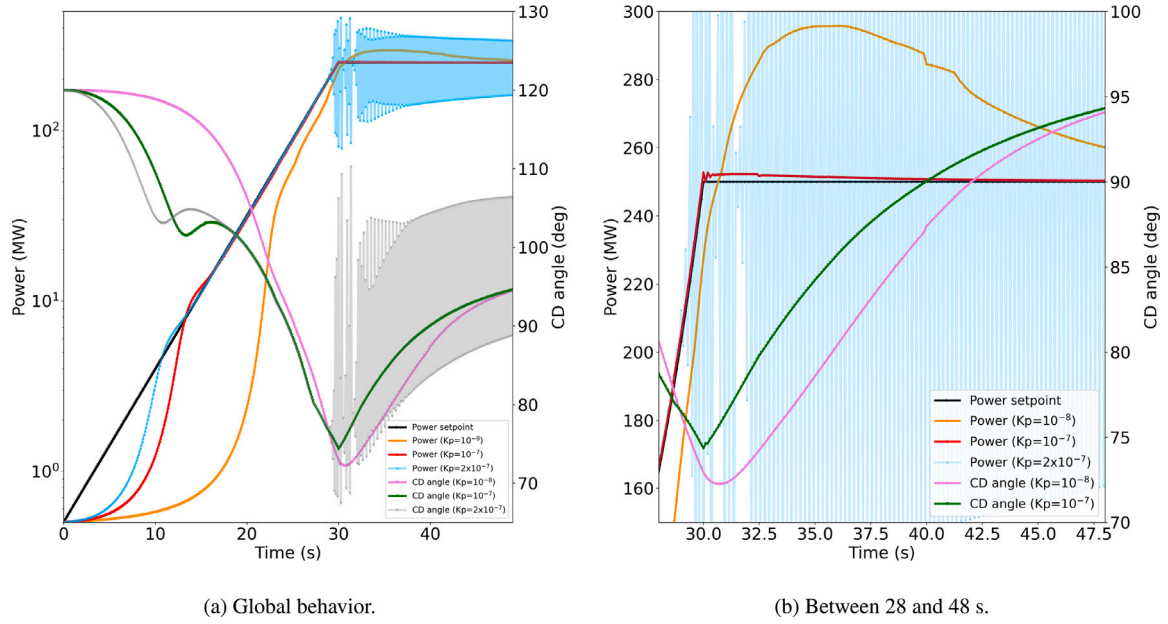 Power (MW)
10²
10¹
10⁰
0
10
20
30
40
Time (s)
130
120
110
100
90
80
70
CD angle (deg)
Power setpoint
Power (Kp=10⁻⁸)
Power (Kp=10⁻⁷)
Power (Kp=2x10⁻⁷)
CD angle (Kp=10⁻⁸)
CD angle (Kp=10⁻⁷)
CD angle (Kp=2x10⁻⁷)
(a) Global behavior.
Power (MW)
300
280
260
240
220
200
180
160
30.0
32.5
35.0
37.5
40.0
42.5
45.0
47.5
Time (s)
100
95
90
85
80
75
70
CD angle (deg)
Power setpoint
Power (Kp=10⁻⁸)
Power (Kp=10⁻⁷)
Power (Kp=2x10⁻⁷)
CD angle (Kp=10⁻⁸)
CD angle (Kp=10⁻⁷)
(b) Between 28 and 48 s.